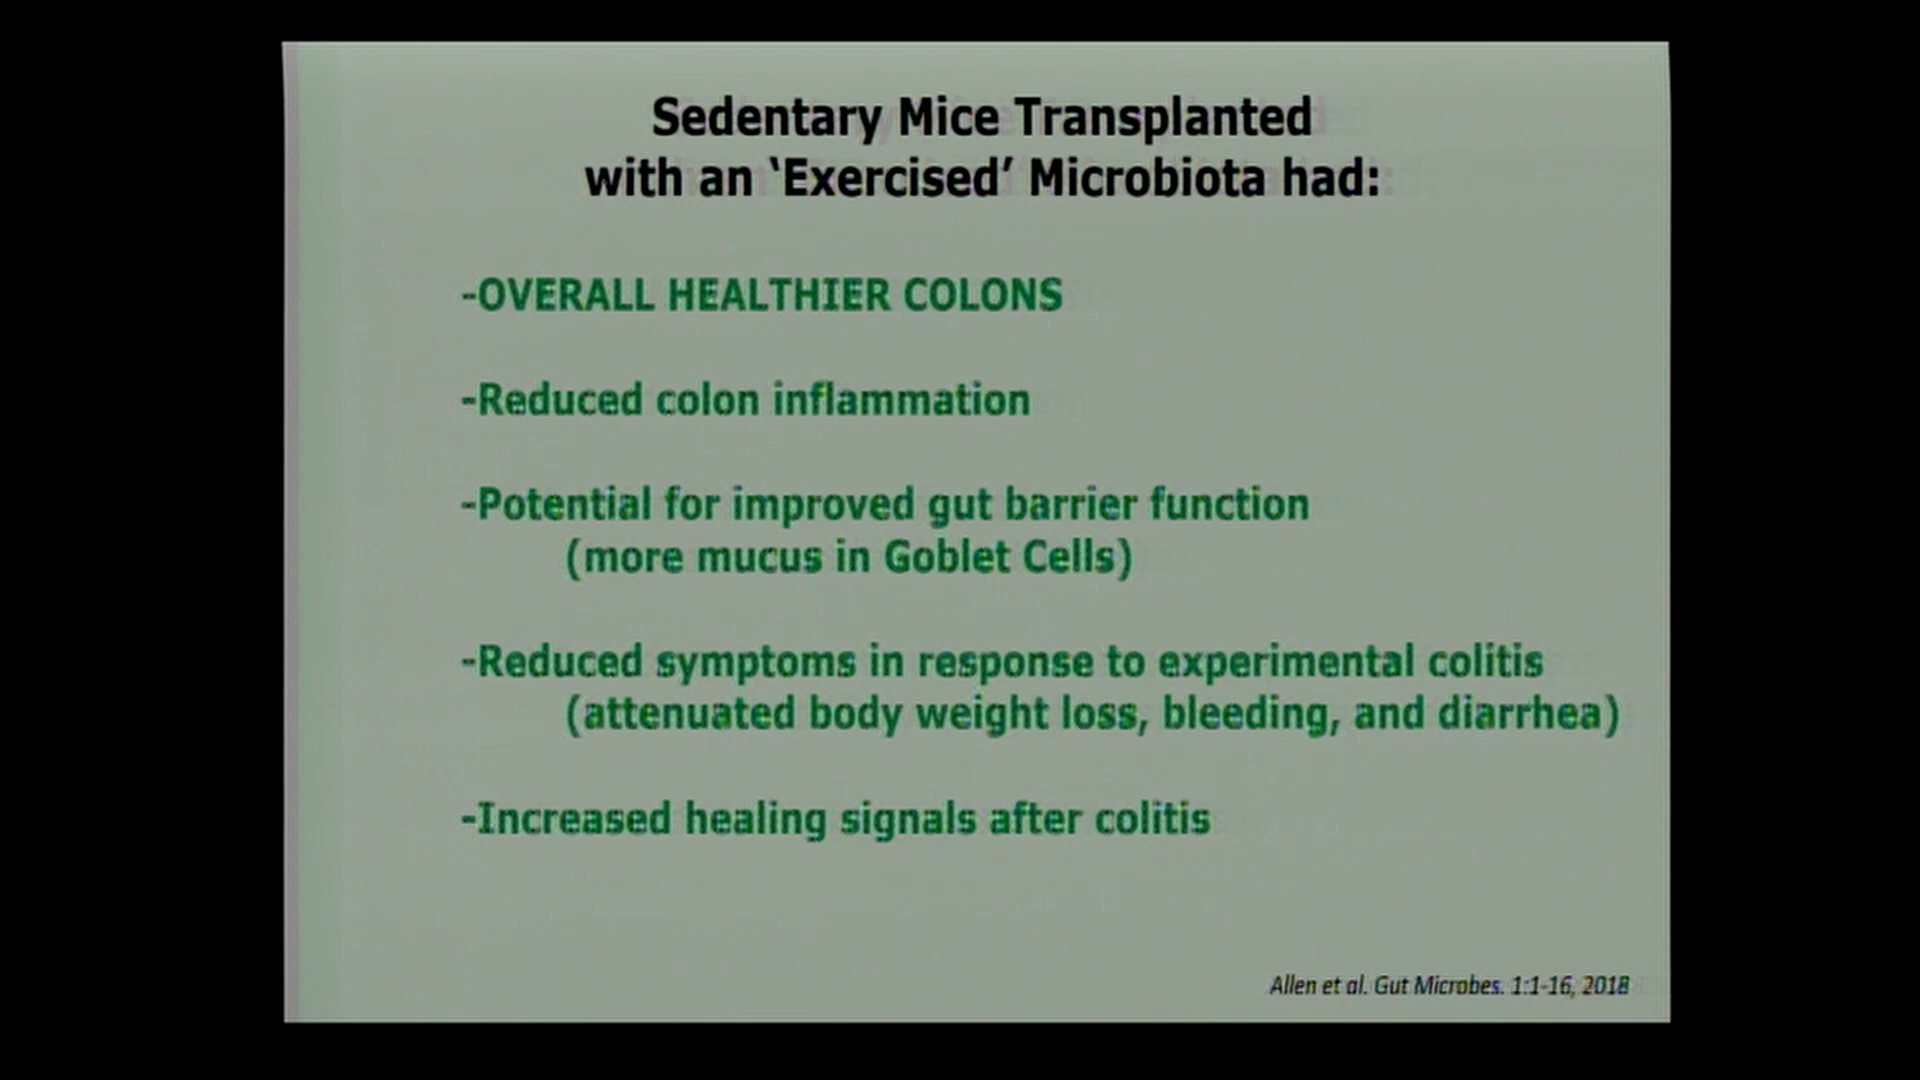 Sedentary Mice Transplanted
with an ‘Exercised’ Microbiota had:
-OVERALL HEALTHIER COLONS
-Reduced colon inflammation
-Potential for improved gut barrier function
(more mucus in Goblet Cells)
-Reduced symptoms in response to experimental colitis
(attenuated body weight loss, bleeding, and diarrhea)
-Increased healing signals after colitis
Allen et al. Gut Microbes. 1:1-16, 2018